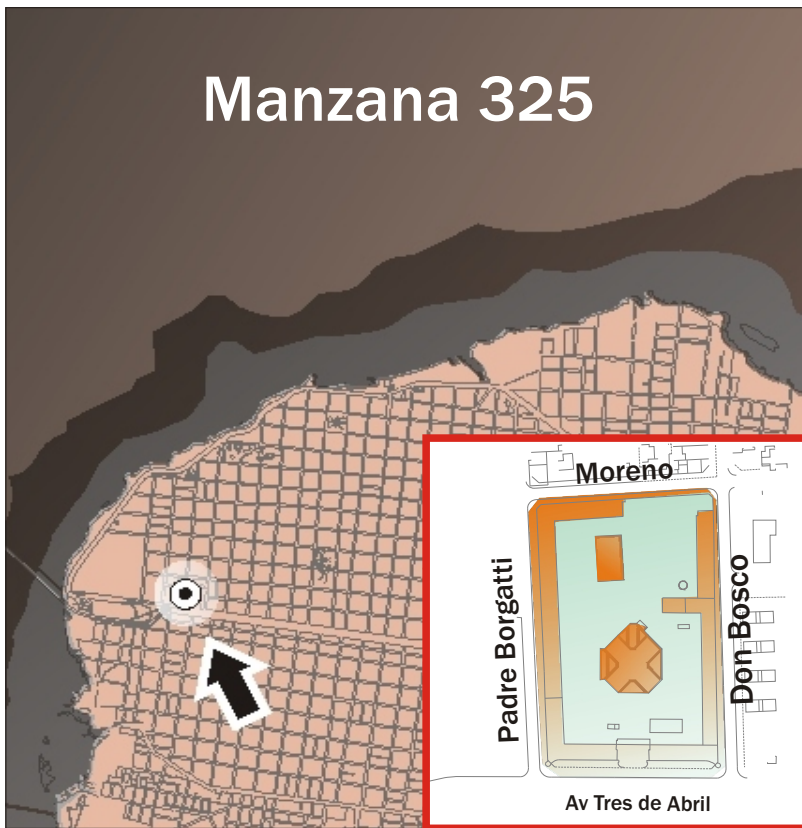 Manzana 325
Moreno
Padre Borgatti
Don Bosco
Av Tres de Abril